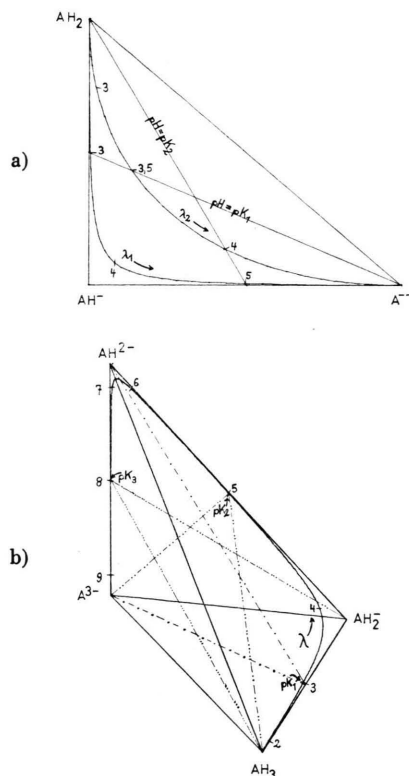 a)
AH₂
3
3
pH=pK₂
3,5
pH=pK₁
λ₂
4
λ₁
4
5
AH⁻
A⁻⁻
b)
AH²⁻
7
6
8
pK₃
5
pK₂
9
A³⁻
4
AH₂⁻
λ
pK₁
3
2
AH₃